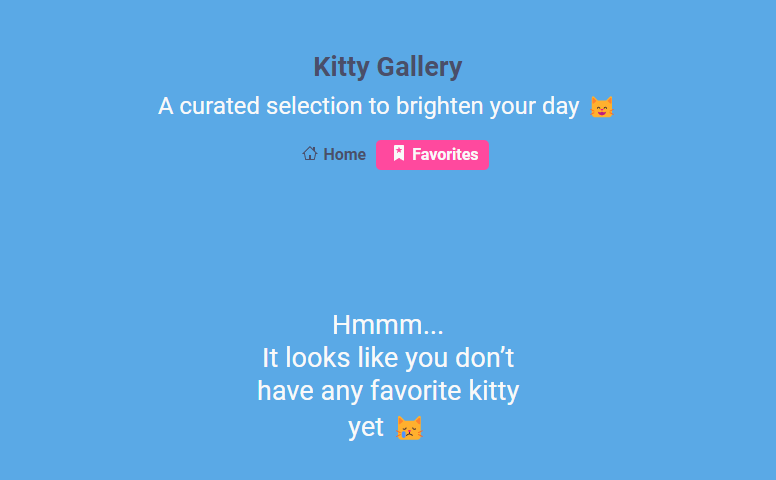 Kitty Gallery
A curated selection to brighten your day
Home
Favorites
Hmmm...
It looks like you don’t
have any favorite kitty
yet